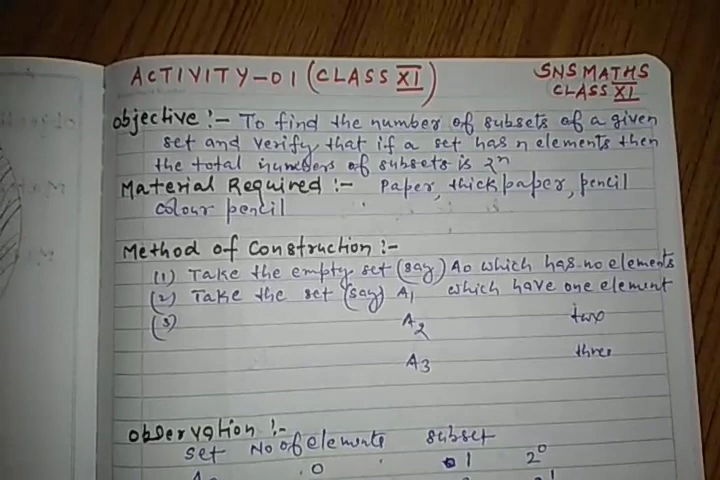 ACTIVITY-01 (CLASS XI)
SNS MATHS
CLASS XI
Objective :- To find the number of subsets of a given
set and verify that if a set has n elements then
the total numbers of subsets is 2ⁿ
Material Required :- Paper, thick paper, pencil
colour pencil
Method of Construction :-
(1) Take the empty set (say) A0 which has no elements
(2) Take the set (say) A1 which have one element
(3) A2 two
A3 three
Observation :-
set No of elements subset
0 1 2⁰